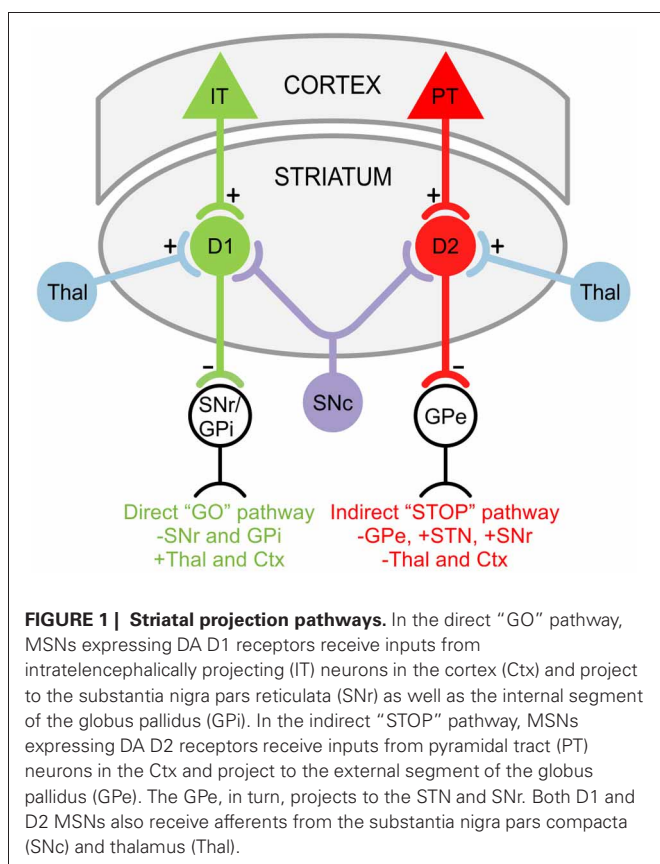 CORTEX
IT
PT
STRIATUM
+
+
+
D1
D2
+
Thal
Thal
-
-
SNr/
GPi
SNc
GPe
Direct “GO” pathway
-SNr and GPi
+Thal and Ctx
Indirect “STOP” pathway
-GPe, +STN, +SNr
-Thal and Ctx
FIGURE 1 | Striatal projection pathways. In the direct “GO” pathway,
MSNs expressing DA D1 receptors receive inputs from
intratelencephalically projecting (IT) neurons in the cortex (Ctx) and project
to the substantia nigra pars reticulata (SNr) as well as the internal segment
of the globus pallidus (GPi). In the indirect “STOP” pathway, MSNs
expressing DA D2 receptors receive inputs from pyramidal tract (PT)
neurons in the Ctx and project to the external segment of the globus
pallidus (GPe). The GPe, in turn, projects to the STN and SNr. Both D1 and
D2 MSNs also receive afferents from the substantia nigra pars compacta
(SNc) and thalamus (Thal).